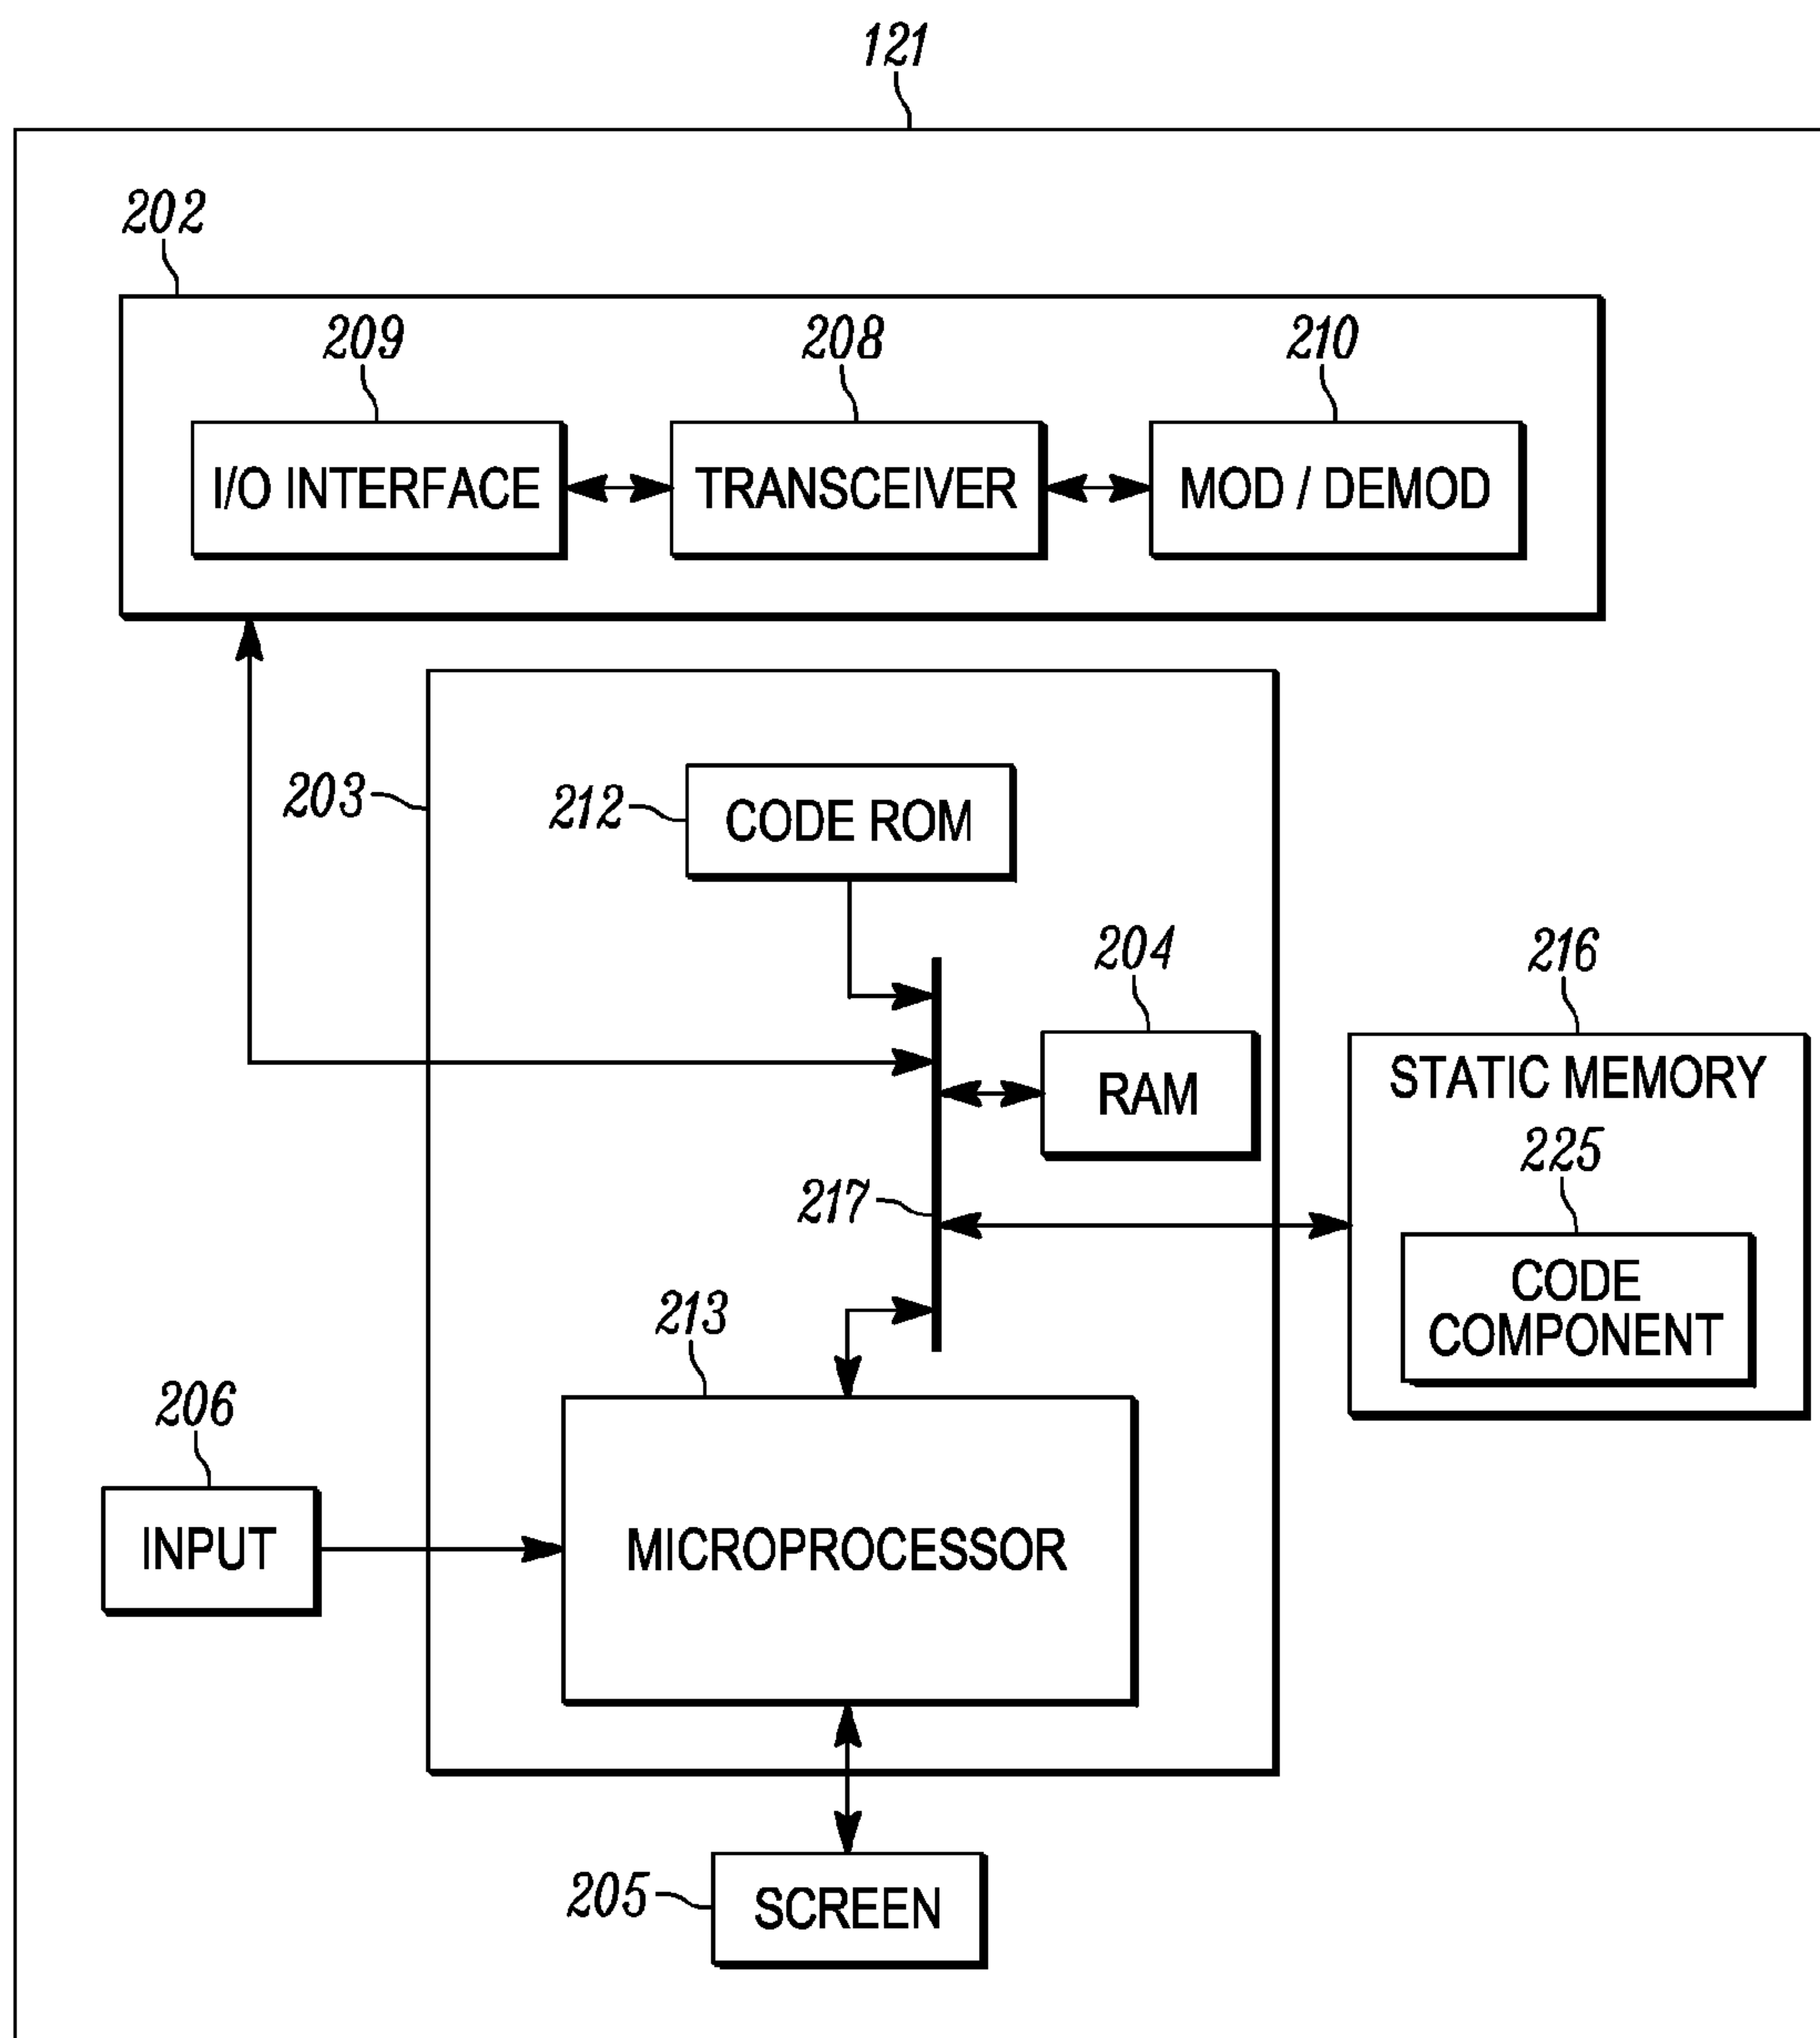 121
202
209
208
210
I/O INTERFACE
TRANSCEIVER
MOD / DEMOD
203
212
CODE ROM
204
RAM
216
STATIC MEMORY
225
CODE
COMPONENT
217
213
MICROPROCESSOR
206
INPUT
205
SCREEN